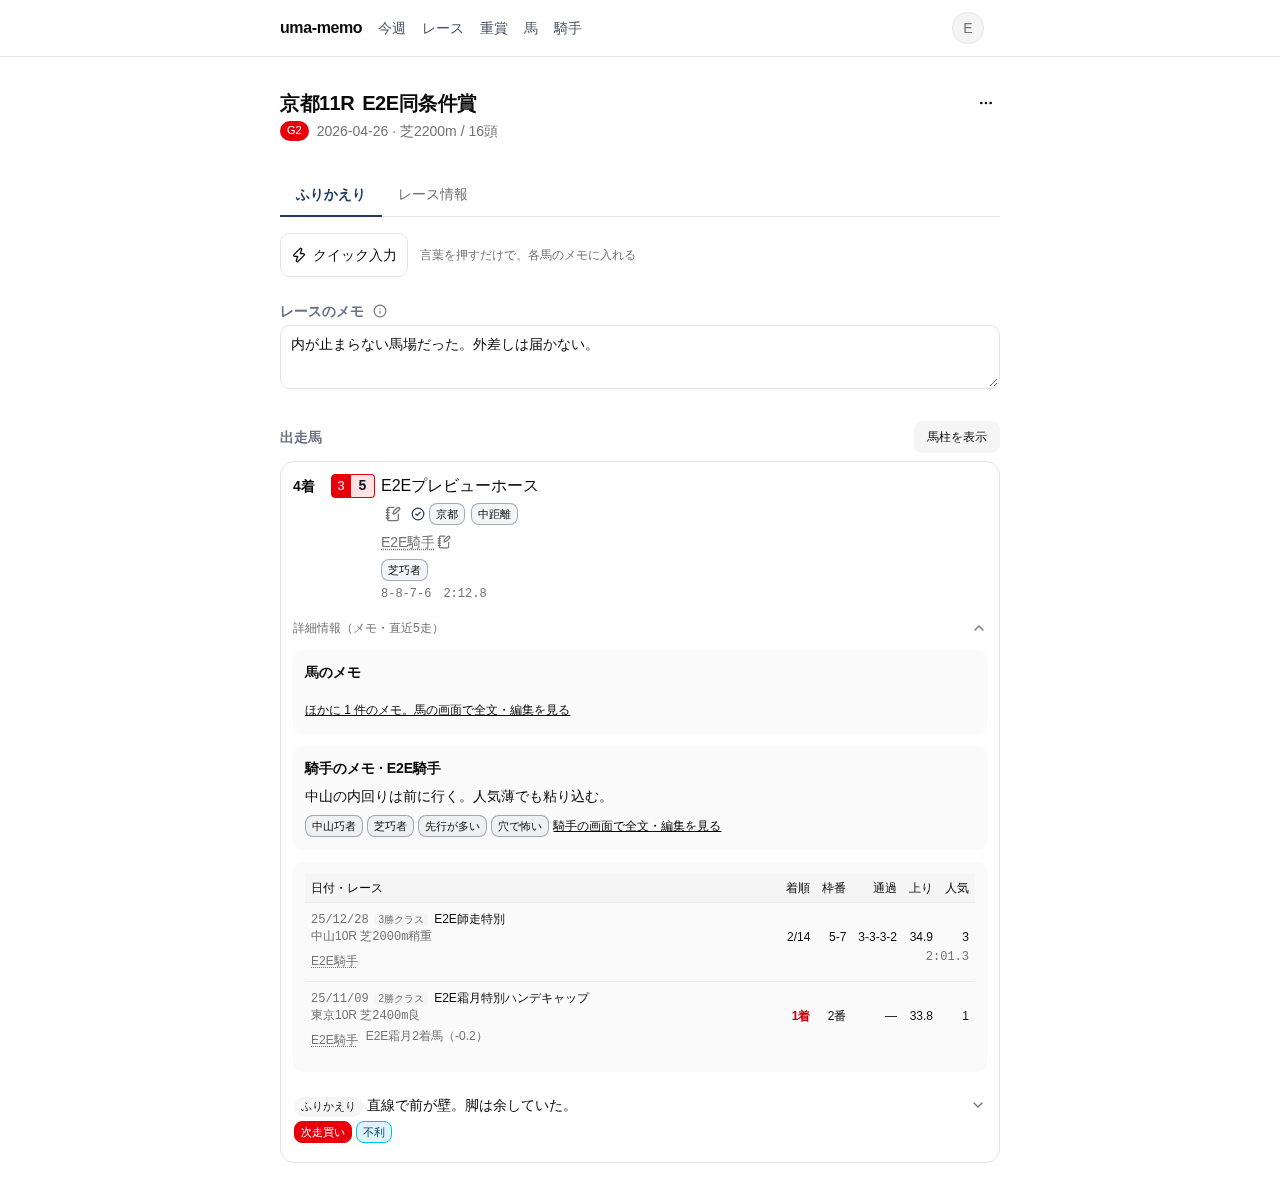 uma-memo 今週 レース 重賞 馬 騎手 E
京都11R E2E同条件賞
G2 2026-04-26 · 芝2200m / 16頭
ふりかえり レース情報
クイック入力 言葉を押すだけで、各馬のメモに入れる
レースのメモ
内が止まらない馬場だった。外差しは届かない。
出走馬 馬柱を表示
4着 3 5 E2Eプレビューホース
京都 中距離
E2E騎手
芝巧者
8-8-7-6 2:12.8
詳細情報（メモ・直近5走）
馬のメモ
ほかに 1 件のメモ。馬の画面で全文・編集を見る
騎手のメモ · E2E騎手
中山の内回りは前に行く。人気薄でも粘り込む。
中山巧者 芝巧者 先行が多い 穴で怖い 騎手の画面で全文・編集を見る
日付・レース 着順 枠番 通過 上り 人気
25/12/28 3勝クラス E2E師走特別
中山10R 芝2000m稍重 2/14 5-7 3-3-3-2 34.9 3
2:01.3
E2E騎手
25/11/09 2勝クラス E2E霜月特別ハンデキャップ
東京10R 芝2400m良 1着 2番 — 33.8 1
E2E騎手 E2E霜月2着馬（-0.2）
ふりかえり 直線で前が壁。脚は余していた。
次走買い 不利